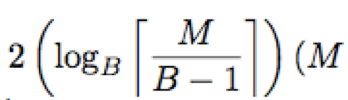 2 ( log_B ⌈ M / (B − 1) ⌉ ) (M